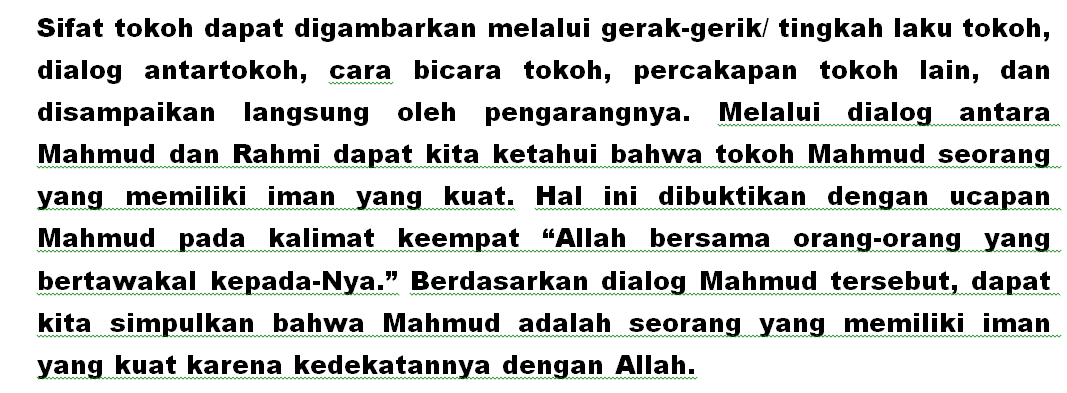 Sifat tokoh dapat digambarkan melalui gerak-gerik/ tingkah laku tokoh,
dialog antartokoh, cara bicara tokoh, percakapan tokoh lain, dan
disampaikan langsung oleh pengarangnya. Melalui dialog antara
Mahmud dan Rahmi dapat kita ketahui bahwa tokoh Mahmud seorang
yang memiliki iman yang kuat. Hal ini dibuktikan dengan ucapan
Mahmud pada kalimat keempat “Allah bersama orang-orang yang
bertawakal kepada-Nya.” Berdasarkan dialog Mahmud tersebut, dapat
kita simpulkan bahwa Mahmud adalah seorang yang memiliki iman
yang kuat karena kedekatannya dengan Allah.